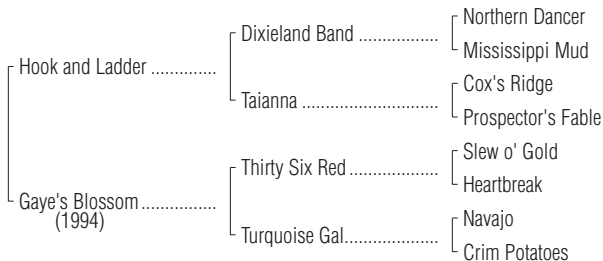 Northern Dancer
Dixieland Band ..................
Mississippi Mud
Hook and Ladder ..............
Cox's Ridge
Taianna ..............................
Prospector's Fable
Slew o' Gold
Thirty Six Red ....................
Heartbreak
Gaye's Blossom ................
(1994)
Navajo
Turquoise Gal.....................
Crim Potatoes